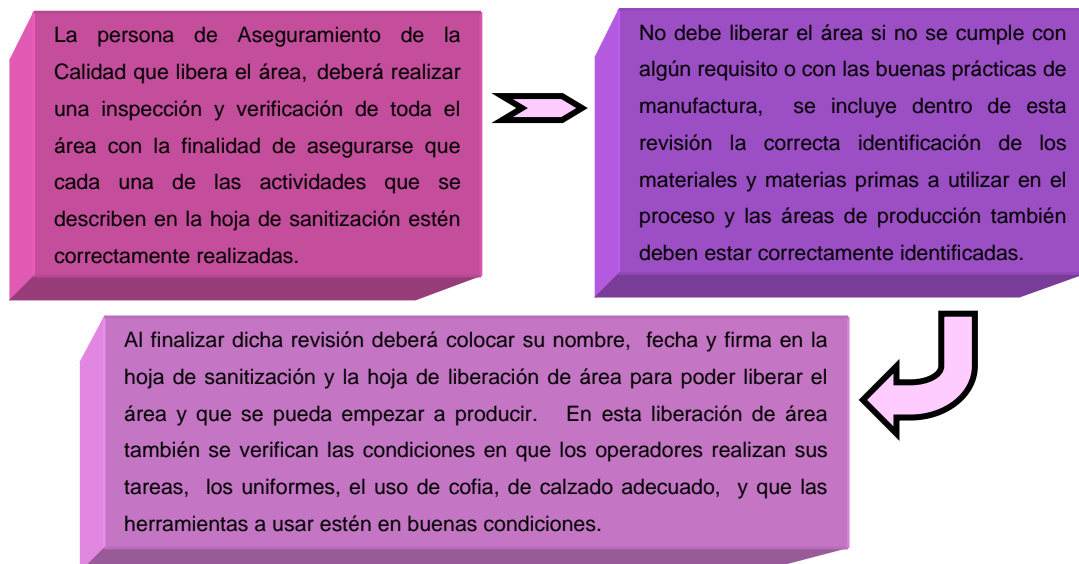 La persona de Aseguramiento de la
Calidad que libera el área, deberá realizar
una inspección y verificación de toda el
área con la finalidad de asegurarse que
cada una de las actividades que se
describen en la hoja de sanitización estén
correctamente realizadas.
No debe liberar el área si no se cumple con
algún requisito o con las buenas prácticas de
manufactura, se incluye dentro de esta
revisión la correcta identificación de los
materiales y materias primas a utilizar en el
proceso y las áreas de producción también
deben estar correctamente identificadas.
Al finalizar dicha revisión deberá colocar su nombre, fecha y firma en la
hoja de sanitización y la hoja de liberación de área para poder liberar el
área y que se pueda empezar a producir. En esta liberación de área
también se verifican las condiciones en que los operadores realizan sus
tareas, los uniformes, el uso de cofia, de calzado adecuado, y que las
herramientas a usar estén en buenas condiciones.